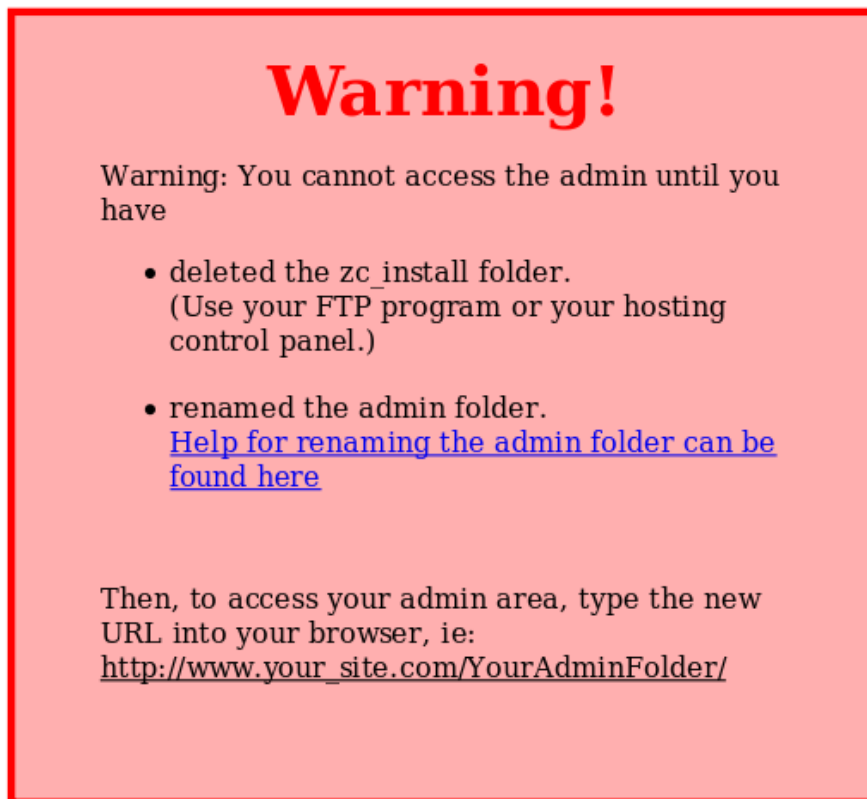 Warning!
Warning: You cannot access the admin until you
have
• deleted the zc_install folder.
(Use your FTP program or your hosting
control panel.)
• renamed the admin folder.
Help for renaming the admin folder can be
found here
Then, to access your admin area, type the new
URL into your browser, ie:
http://www.your_site.com/YourAdminFolder/